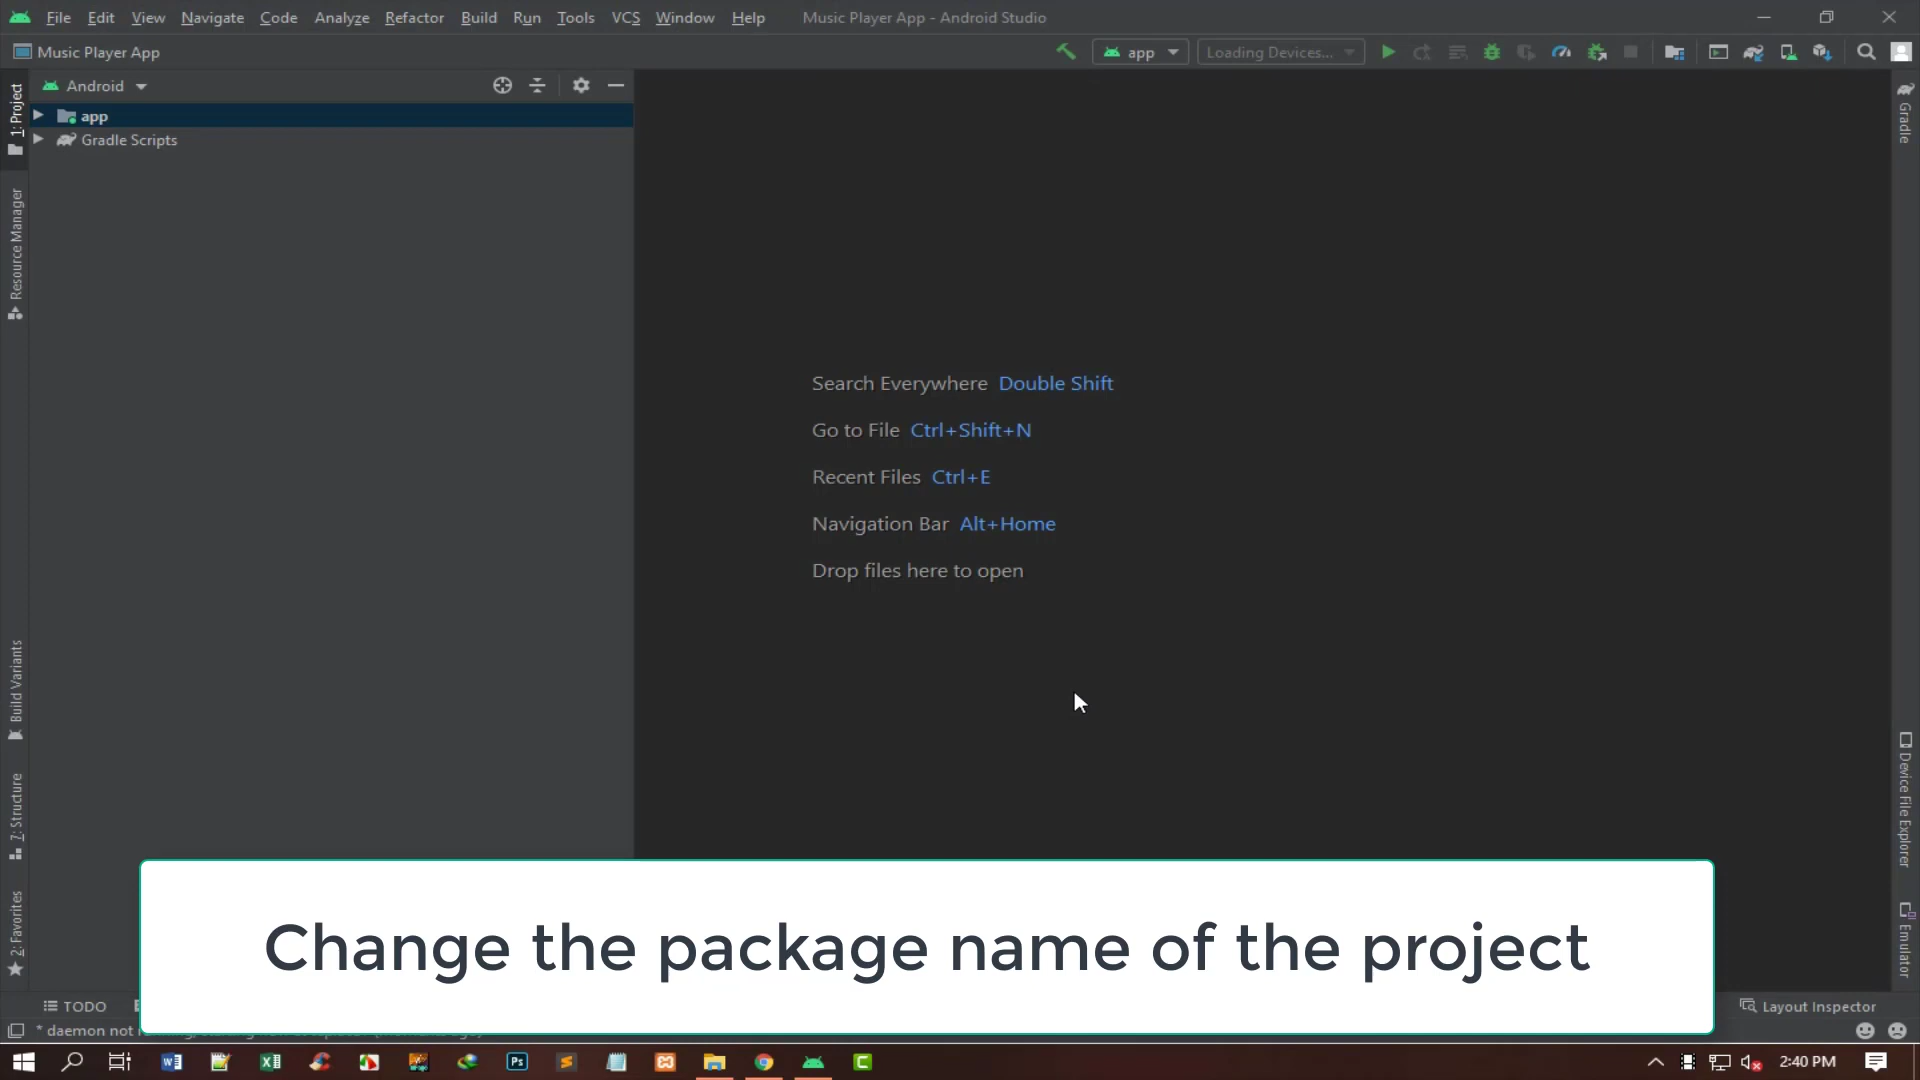 File Edit View Navigate Code Analyze Refactor Build Run Tools VCS Window Help Music Player App - Android Studio
Music Player App app Loading Devices...
Android
app
Gradle Scripts
1: Project
Resource Manager
Build Variants
7: Structure
2: Favorites
Gradle
Device File Explorer
Emulator
Search Everywhere Double Shift
Go to File Ctrl+Shift+N
Recent Files Ctrl+E
Navigation Bar Alt+Home
Drop files here to open
Change the package name of the project
TODO Layout Inspector
* daemon not
2:40 PM